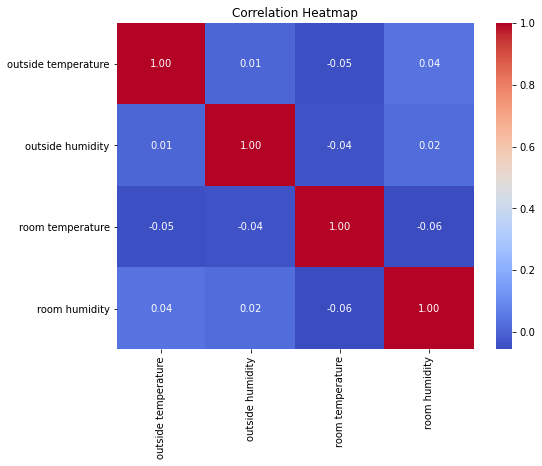 Correlation Heatmap
outside temperature
1.00
0.01
-0.05
0.04
outside humidity
0.01
1.00
-0.04
0.02
room temperature
-0.05
-0.04
1.00
-0.06
room humidity
0.04
0.02
-0.06
1.00
outside temperature
outside humidity
room temperature
room humidity
1.0
0.8
0.6
0.4
0.2
0.0